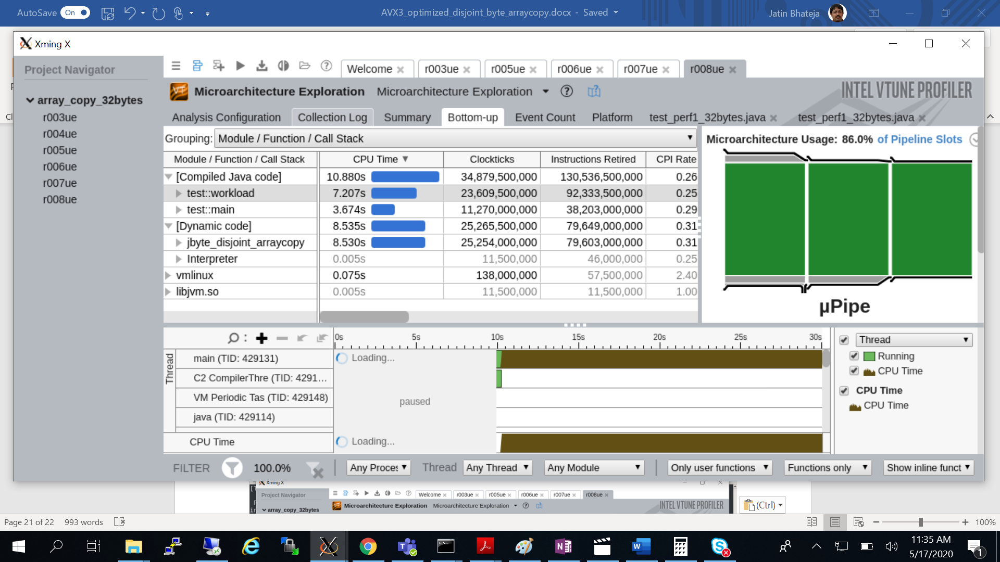 AutoSave On AVX3_optimized_disjoint_byte_arraycopy.docx - Saved Jatin Bhateja
Xming X
Project Navigator
array_copy_32bytes
r003ue
r004ue
r005ue
r006ue
r007ue
r008ue
Welcome r003ue r005ue r006ue r007ue r008ue
VT Microarchitecture Exploration Microarchitecture Exploration INTEL VTUNE PROFILER
Analysis Configuration Collection Log Summary Bottom-up Event Count Platform test_perf1_32bytes.java test_perf1_32bytes.java
Grouping: Module / Function / Call Stack
Module / Function / Call Stack CPU Time Clockticks Instructions Retired CPI Rate
[Compiled Java code] 10.880s 34,879,500,000 130,536,500,000 0.26
test::workload 7.207s 23,609,500,000 92,333,500,000 0.25
test::main 3.674s 11,270,000,000 38,203,000,000 0.29
[Dynamic code] 8.535s 25,265,500,000 79,649,000,000 0.31
jbyte_disjoint_arraycopy 8.530s 25,254,000,000 79,603,000,000 0.31
Interpreter 0.005s 11,500,000 46,000,000 0.25
vmlinux 0.075s 138,000,000 57,500,000 2.40
libjvm.so 0.005s 11,500,000 11,500,000 1.00
Microarchitecture Usage: 86.0% of Pipeline Slots
µPipe
0s 5s 10s 15s 20s 25s 30s
Thread
main (TID: 429131) Loading...
C2 CompilerThre (TID: 4291...
VM Periodic Tas (TID: 429148)
paused
java (TID: 429114)
CPU Time Loading...
Thread
Running
CPU Time
CPU Time
CPU Time
FILTER 100.0% Any Proces Thread Any Thread Any Module Only user functions Functions only Show inline funct
Xming X
Project Navigator Welcome r003ue r005ue r006ue r007ue r008ue
array_copy_32bytes Microarchitecture Exploration Microarchitecture Exploration INTEL VTUNE PROFILER
(Ctrl)
Page 21 of 22 993 words 100%
11:35 AM
5/17/2020
1